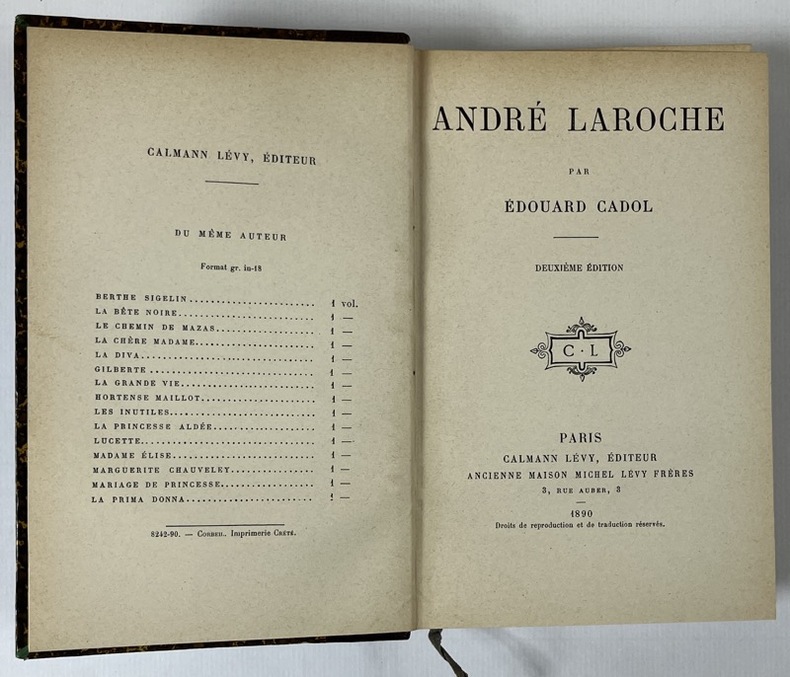 CALMANN LÉVY, ÉDITEUR
DU MÊME AUTEUR
Format gr. in-18
BERTHE SIGELIN....................... 1 vol.
LA BÊTE NOIRE......................... 1 —
LE CHEMIN DE MAZAS.................. 1 —
LA CHÈRE MADAME..................... 1 —
LA DIVA................................ 1 —
GILBERTE.............................. 1 —
LA GRANDE VIE........................ 1 —
HORTENSE MAILLOT.................... 1 —
LES INUTILES.......................... 1 —
LA PRINCESSE ALDÉE................... 1 —
LUCETTE................................ 1 —
MADAME ÉLISE......................... 1 —
MARGUERITE CHAUVELEY............... 1 —
MARIAGE DE PRINCESSE................ 1 —
LA PRIMA DONNA....................... 1 —
8242-90. — CORBEIL. Imprimerie CRÉTÉ.
ANDRÉ LAROCHE
PAR
ÉDOUARD CADOL
DEUXIÈME ÉDITION
C · L
PARIS
CALMANN LÉVY, ÉDITEUR
ANCIENNE MAISON MICHEL LÉVY FRÈRES
3, RUE AUBER, 3
1890
Droits de reproduction et de traduction réservés.